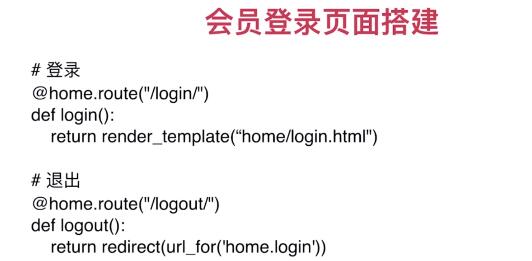 会员登录页面搭建
# 登录
@home.route("/login/")
def login():
    return render_template(“home/login.html")
# 退出
@home.route("/logout/")
def logout():
    return redirect(url_for('home.login'))